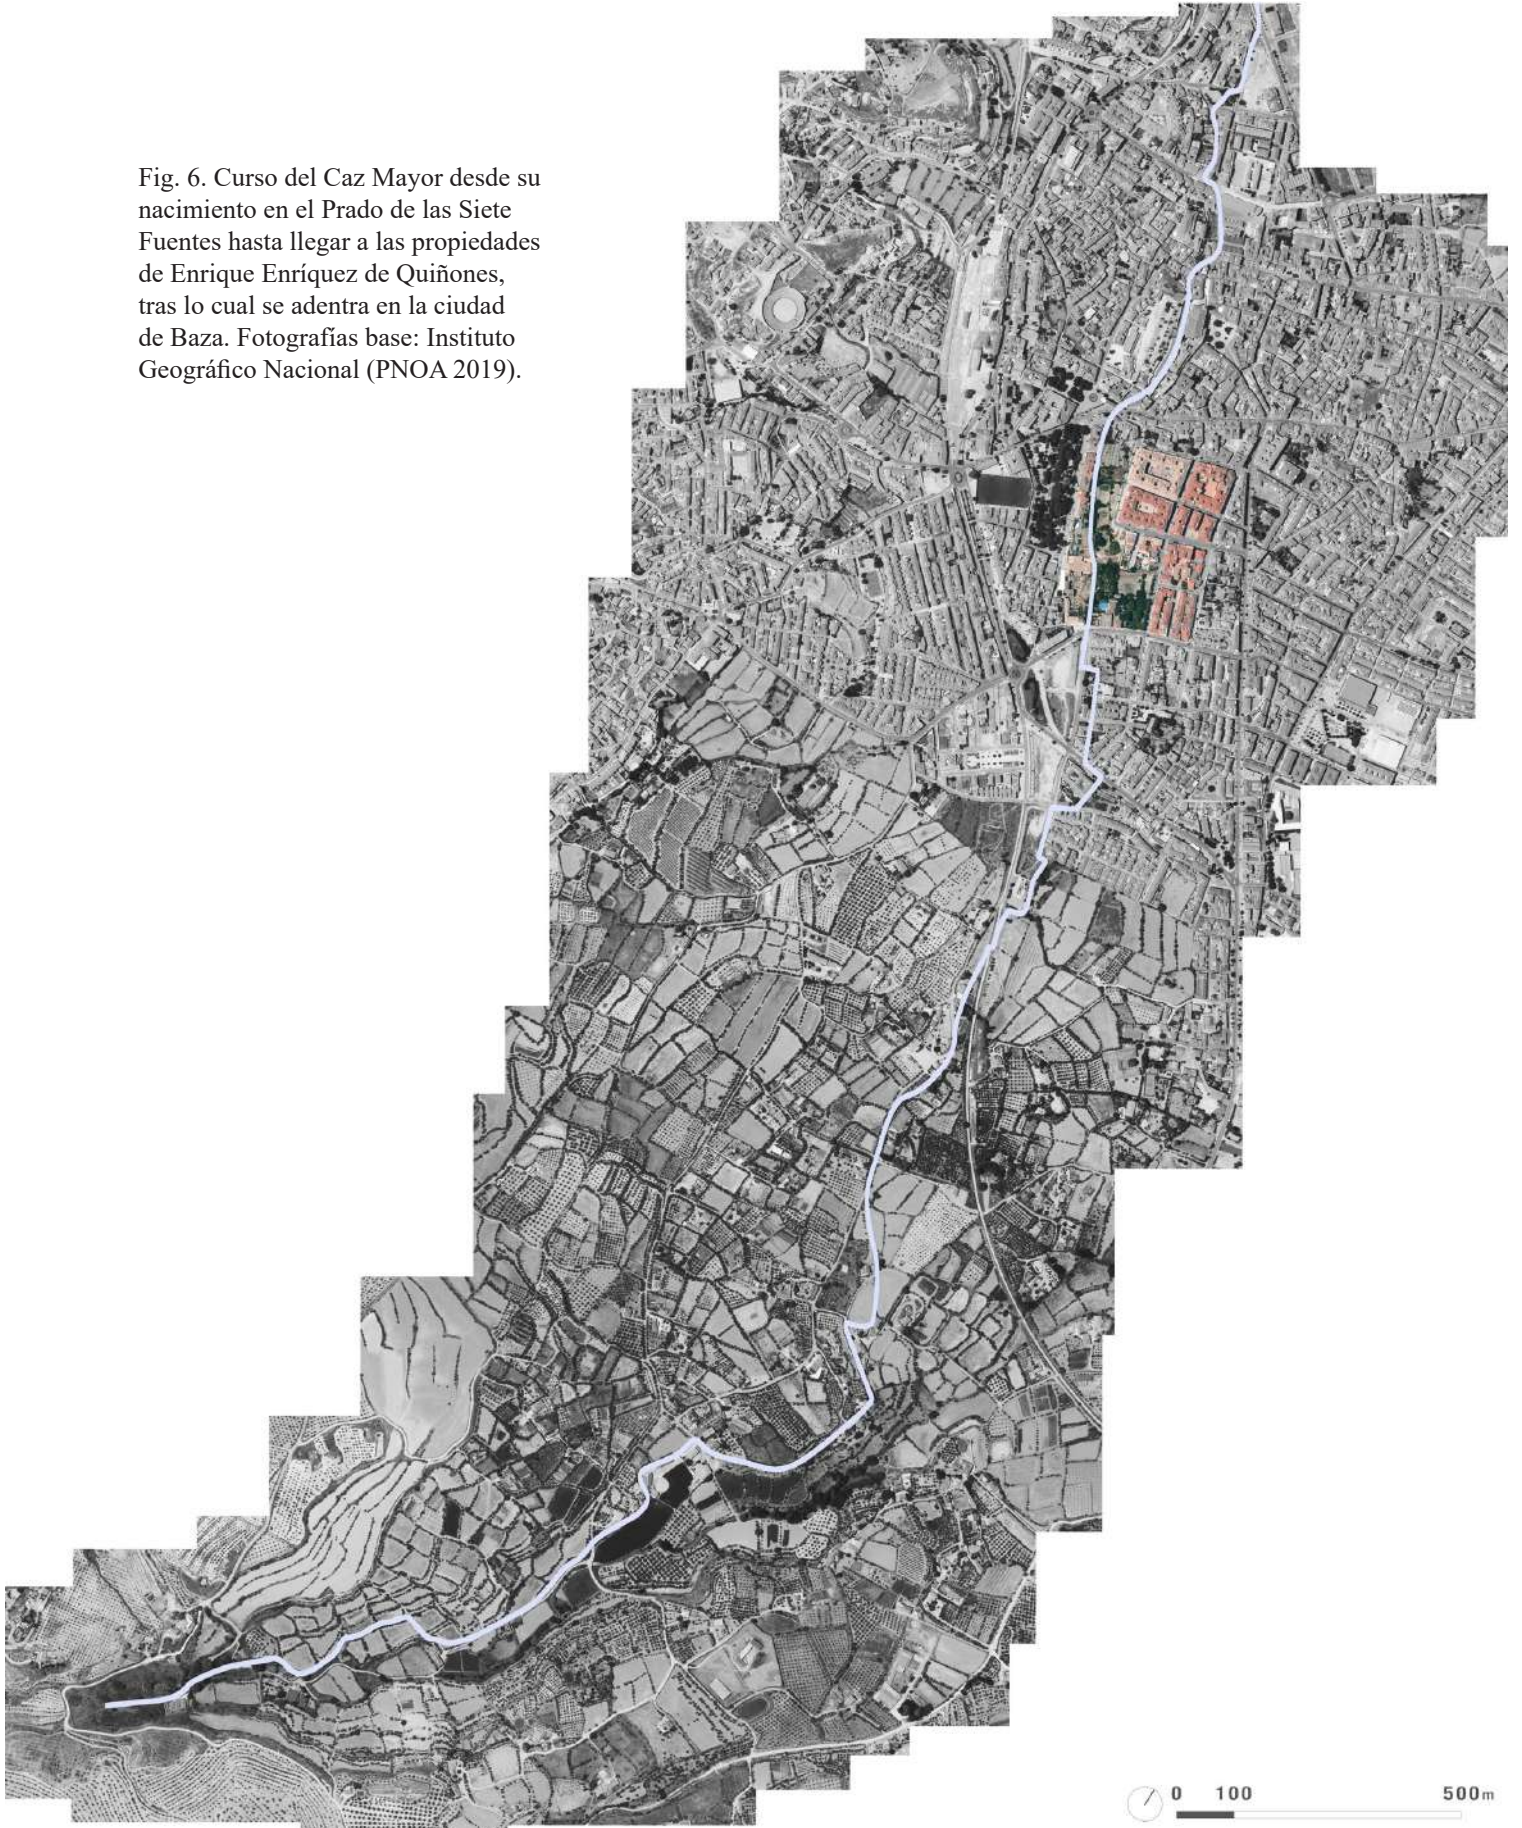 Fig. 6. Curso del Caz Mayor desde su
nacimiento en el Prado de las Siete
Fuentes hasta llegar a las propiedades
de Enrique Enríquez de Quiñones,
tras lo cual se adentra en la ciudad
de Baza. Fotografías base: Instituto
Geográfico Nacional (PNOA 2019).
0 100 500m